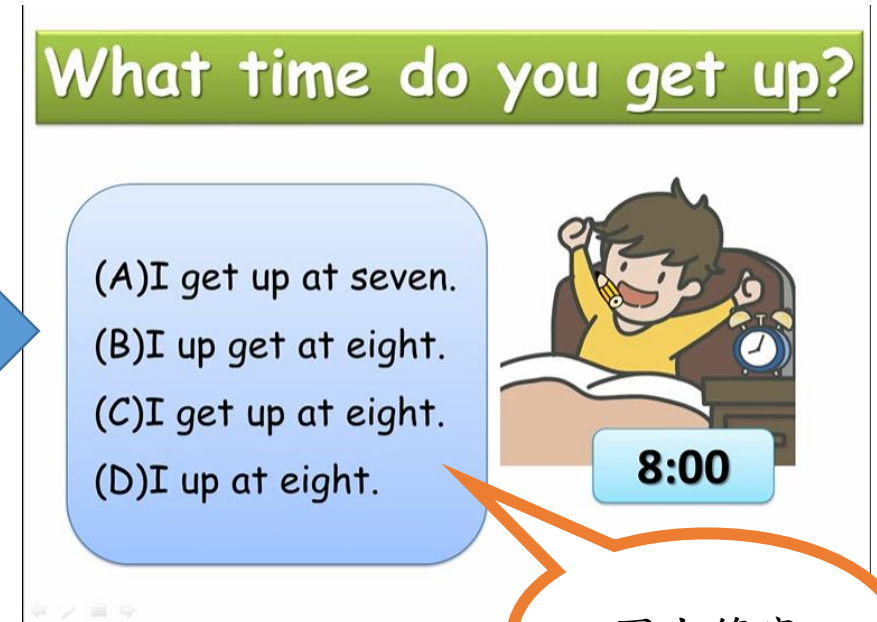 What time do you get up?
(A)I get up at seven.
(B)I up get at eight.
(C)I get up at eight.
(D)I up at eight.
8:00